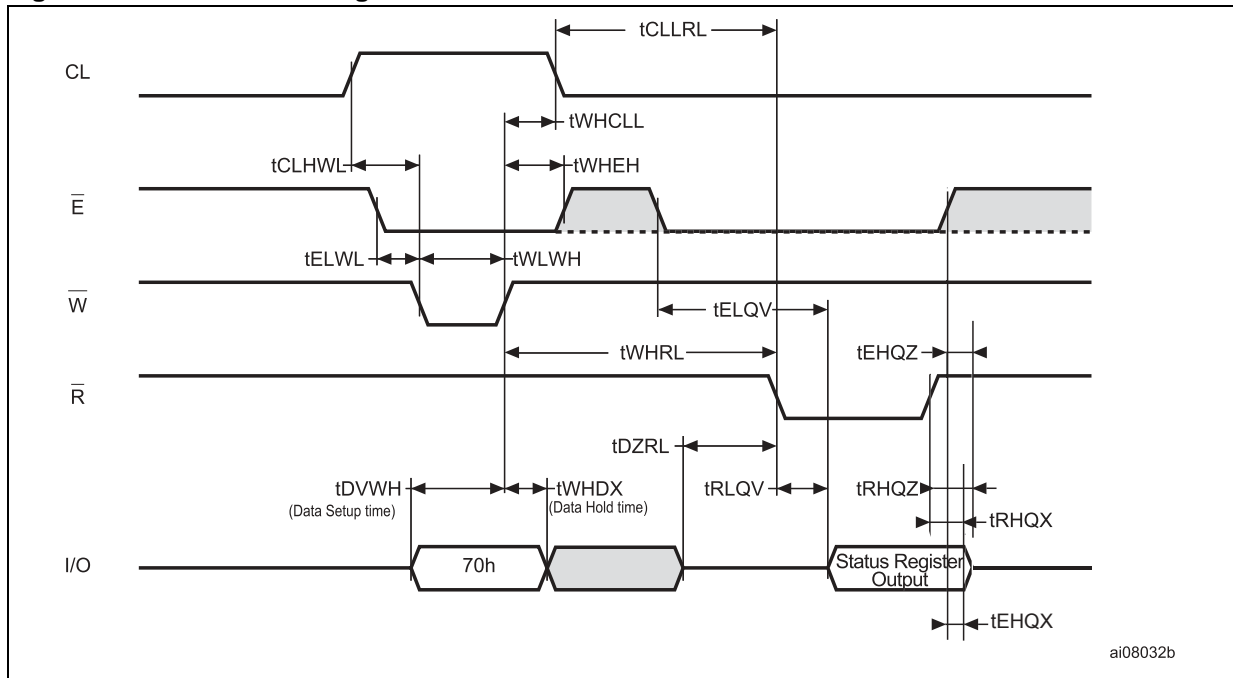 tCLLRL
CL
tWHCLL
tCLHWL
tWHEH
E
tELWL
tWLWH
W
tELQV
tWHRL
tEHQZ
R
tDZRL
tDVWH
(Data Setup time)
tWHDX
(Data Hold time)
tRLQV
tRHQZ
tRHQX
I/O
70h
Status Register
Output
tEHQX
ai08032b